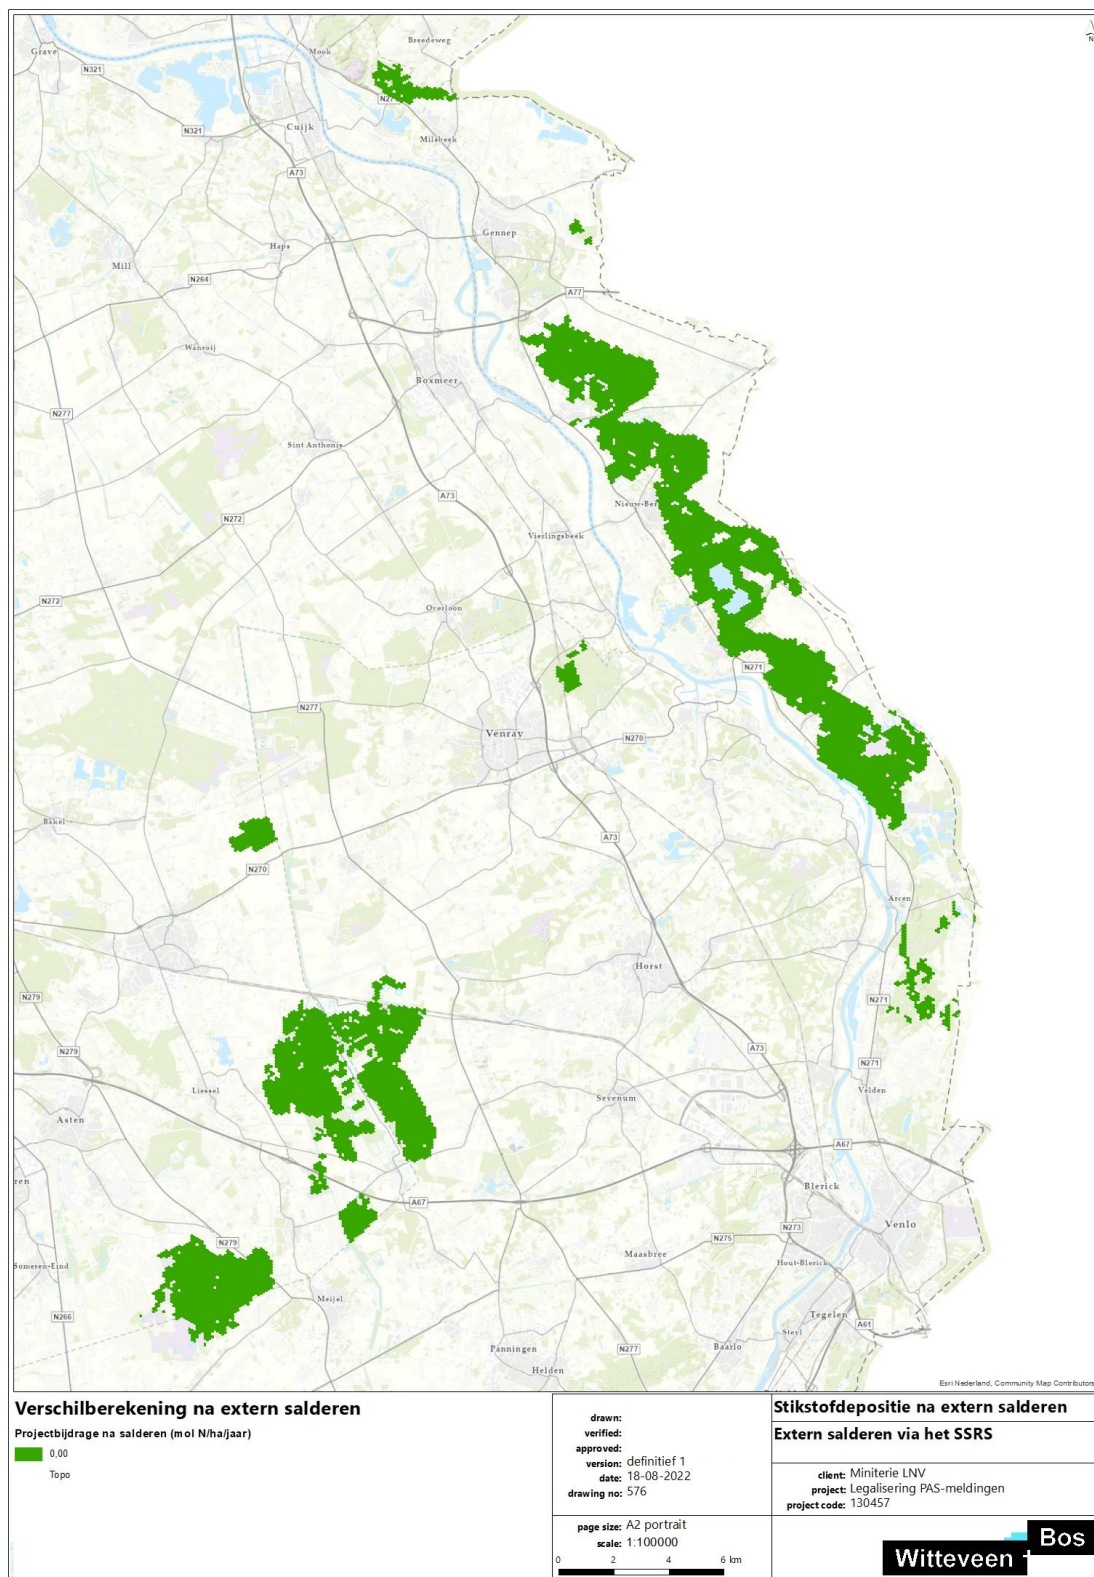 Breedeweg
Mook
Grave
N321
N271
Cuijk
N321
Milsbeek
A73
Gennep
Haps
Mill
N264
A77
Wanroij
Boxmeer
N277
Sint Anthonis
A73
Nieuw-Ber
N272
Vierlingsbeek
N272
Overloon
N271
N277
Venray
N270
Bakel
A73
N270
Arcen
Horst
N279
N271
A73
N279
N271
Liessel
Velden
Sevenum
Asten
A67
ren
Blerick
A67
Venlo
N273
N275
N279
Maasbree
Hout-Blerick
Someren-Eind
Meijel
Tegelen
N266
A61
Steyl
Panningen
N277
Baarlo
Helden
Esri Nederland, Community Map Contributors
Verschilberekening na extern salderen
Projectbijdrage na salderen (mol N/ha/jaar)
0,00
Topo
drawn:
verified:
approved:
version: definitief 1
date: 18-08-2022
drawing no: 576
page size: A2 portrait
scale: 1:100000
0 2 4 6 km
Stikstofdepositie na extern salderen
Extern salderen via het SSRS
client: Miniterie LNV
project: Legalisering PAS-meldingen
project code: 130457
Witteveen + Bos